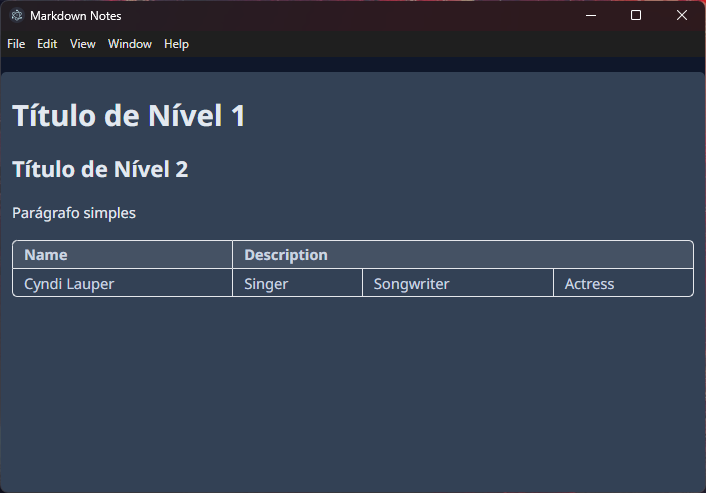 Markdown Notes
File Edit View Window Help
Título de Nível 1
Título de Nível 2
Parágrafo simples
Name Description
Cyndi Lauper Singer Songwriter Actress